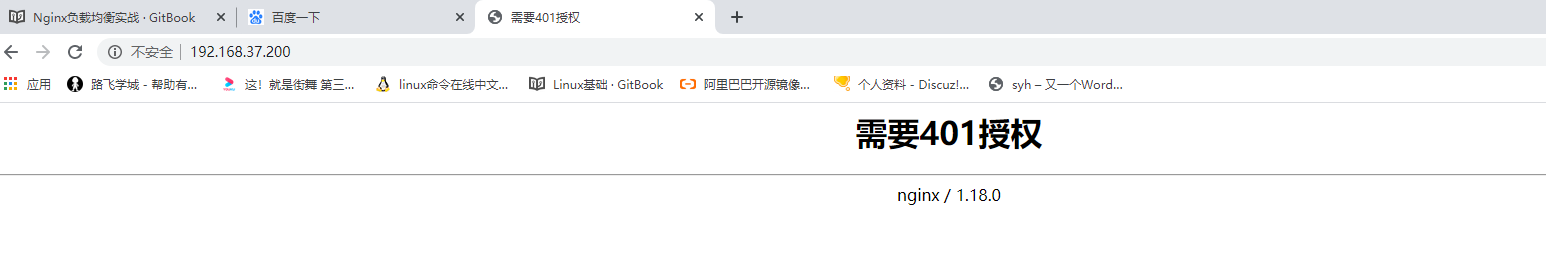 Nginx负载均衡实战 · GitBook
百度一下
需要401授权
不安全 192.168.37.200
应用
路飞学城 - 帮助有...
这！就是街舞 第三...
linux命令在线中文...
Linux基础 · GitBook
阿里巴巴开源镜像...
个人资料 - Discuz!...
syh – 又一个Word...
需要401授权
nginx / 1.18.0